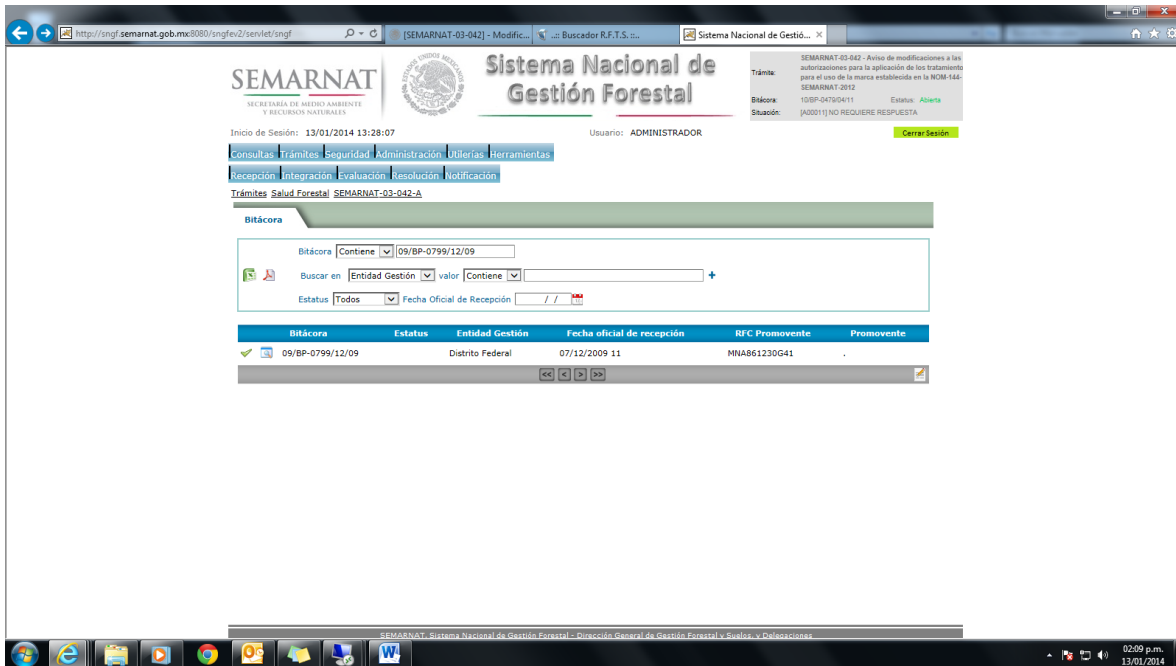 http://sngf.semarnat.gob.mx:8080/sngfev2/servlet/sngf
[SEMARNAT-03-042] - Modific...
..:: Buscador R.F.T.S. ::..
Sistema Nacional de Gestió...
SEMARNAT
SECRETARÍA DE MEDIO AMBIENTE
Y RECURSOS NATURALES
ESTADOS UNIDOS MEXICANOS
Sistema Nacional de
Gestión Forestal
Trámite:
SEMARNAT-03-042 - Aviso de modificaciones a las
autorizaciones para la aplicación de los tratamiento
para el uso de la marca establecida en la NOM-144-
SEMARNAT-2012
Bitácora: 10/BP-0479/04/11 Estatus: Abierta
Situación: [A00011] NO REQUIERE RESPUESTA
Inicio de Sesión: 13/01/2014 13:28:07 Usuario: ADMINISTRADOR Cerrar Sesión
Consultas Trámites Seguridad Administración Utilerías Herramientas
Recepción Integración Evaluación Resolución Notificación
Trámites Salud Forestal SEMARNAT-03-042-A
Bitácora
Bitácora Contiene 09/BP-0799/12/09
Buscar en Entidad Gestión valor Contiene +
Estatus Todos Fecha Oficial de Recepción / /
Bitácora Estatus Entidad Gestión Fecha oficial de recepción RFC Promovente Promovente
09/BP-0799/12/09 Distrito Federal 07/12/2009 11 MNA861230G41 .
<< < > >>
SEMARNAT, Sistema Nacional de Gestión Forestal - Dirección General de Gestión Forestal y Suelos, y Delegaciones
02:09 p.m.
13/01/2014